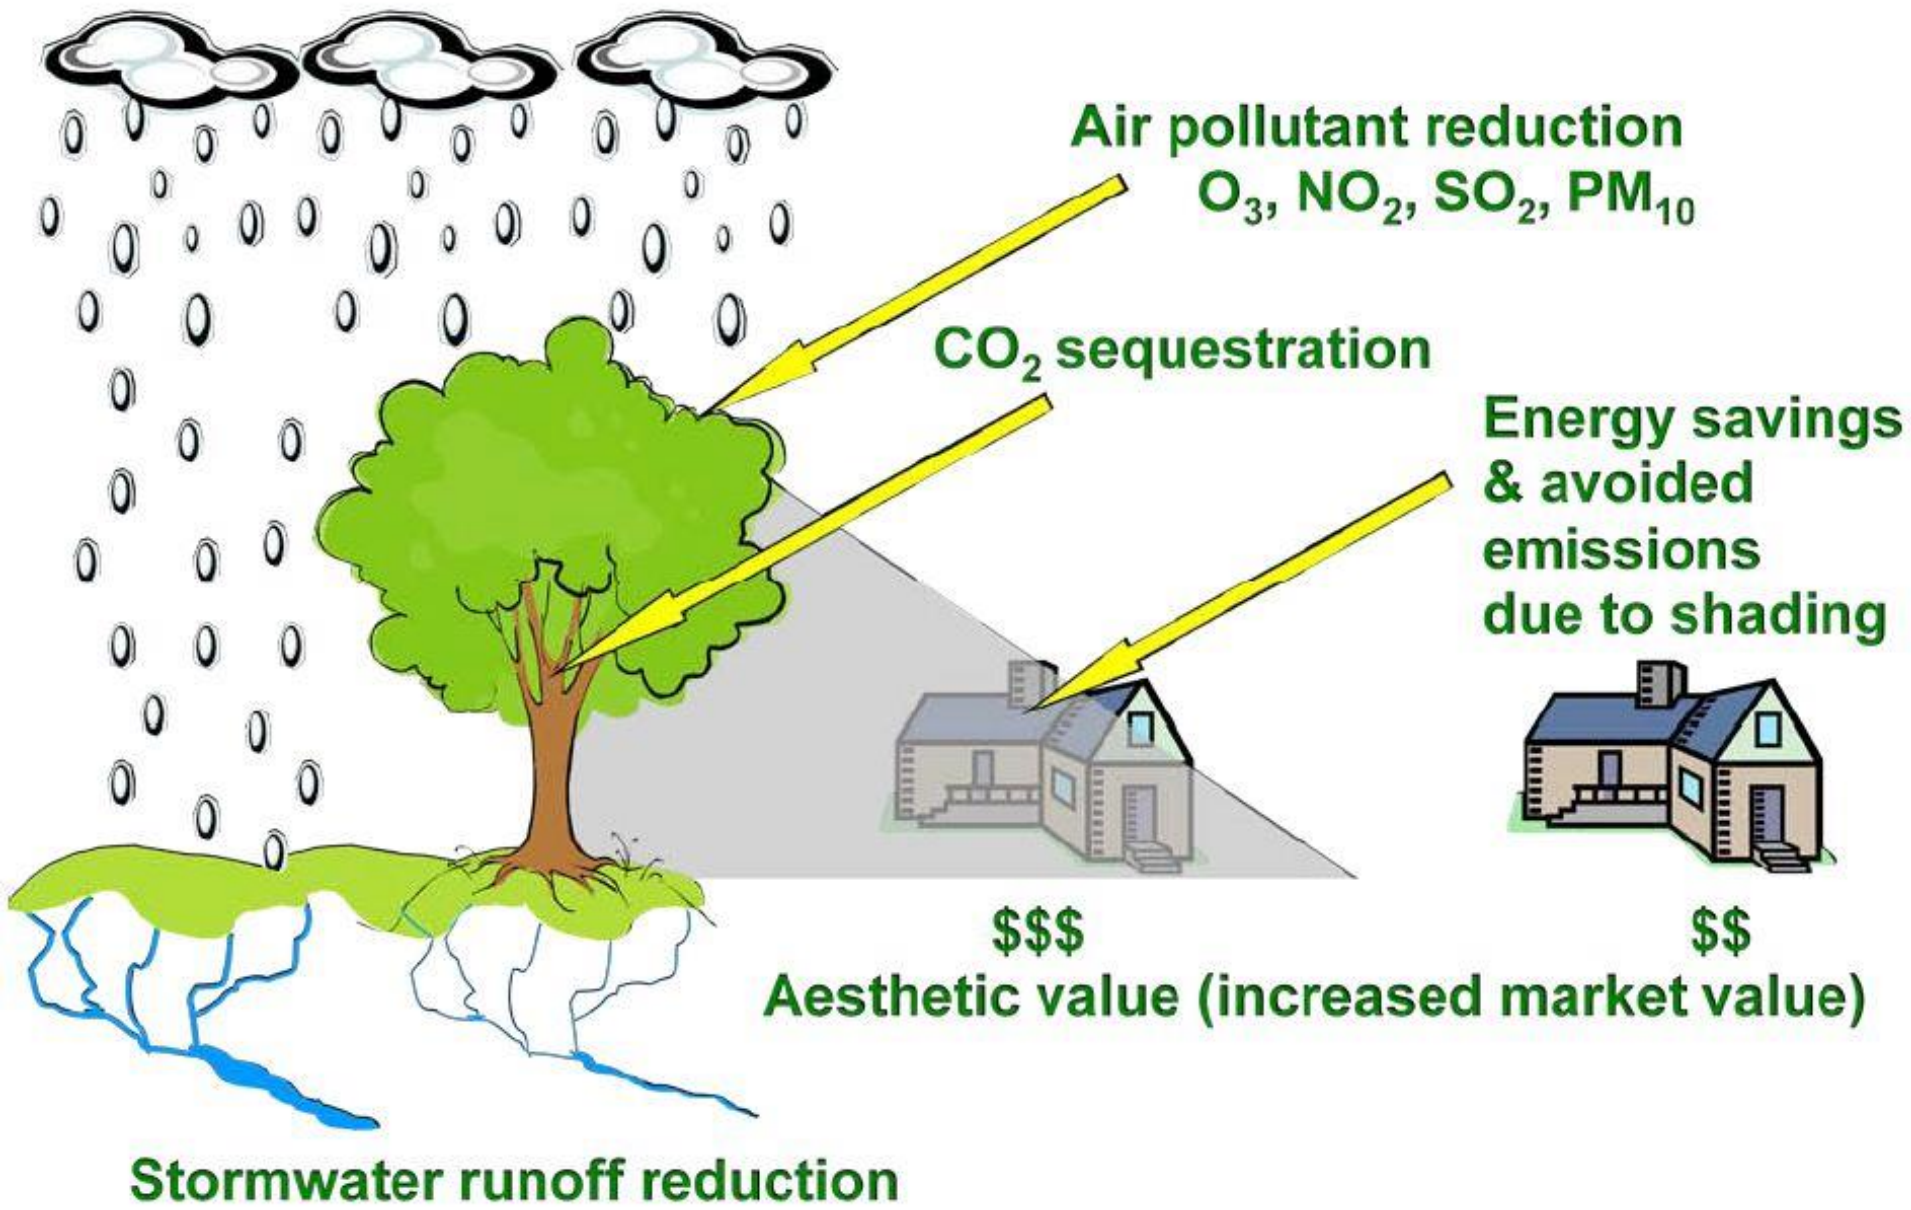 Air pollutant reduction
O₃, NO₂, SO₂, PM₁₀
CO₂ sequestration
Energy savings
& avoided
emissions
due to shading
$$$
$$
Aesthetic value (increased market value)
Stormwater runoff reduction